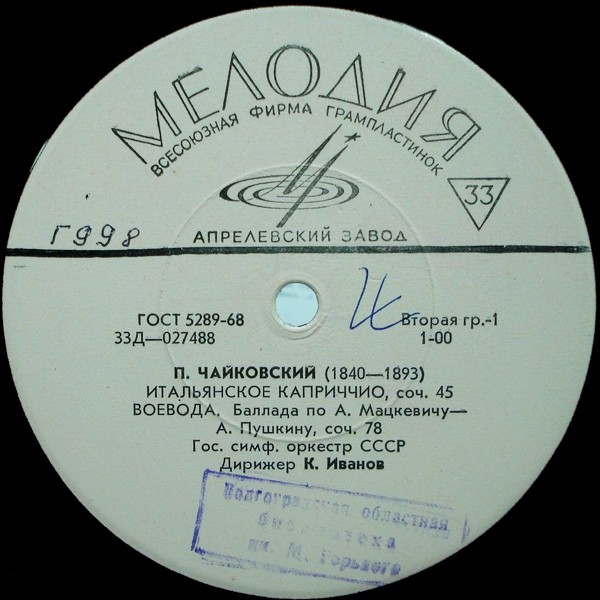 МЕЛОДИЯ
ВСЕСОЮЗНАЯ ФИРМА ГРАМПЛАСТИНОК
33
Г998
АПРЕЛЕВСКИЙ ЗАВОД
ГОСТ 5289-68 Вторая гр.-1
33Д—027488 1-00
П. ЧАЙКОВСКИЙ (1840—1893)
ИТАЛЬЯНСКОЕ КАПРИЧЧИО, соч. 45
ВОЕВОДА. Баллада по А. Мацкевичу—
А. Пушкину, соч. 78
Гос. симф. оркестр СССР
Дирижер К. Иванов
Волгоградская областная
библиотека
им. М. Горького